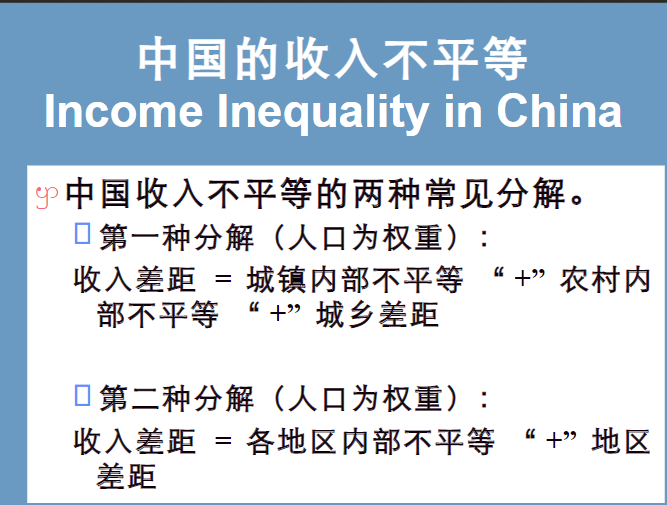 中国的收入不平等
Income Inequality in China
中国收入不平等的两种常见分解。
第一种分解（人口为权重）:
收入差距 = 城镇内部不平等 “ +” 农村内
部不平等 “ +” 城乡差距
第二种分解（人口为权重）:
收入差距 = 各地区内部不平等 “ +” 地区
差距